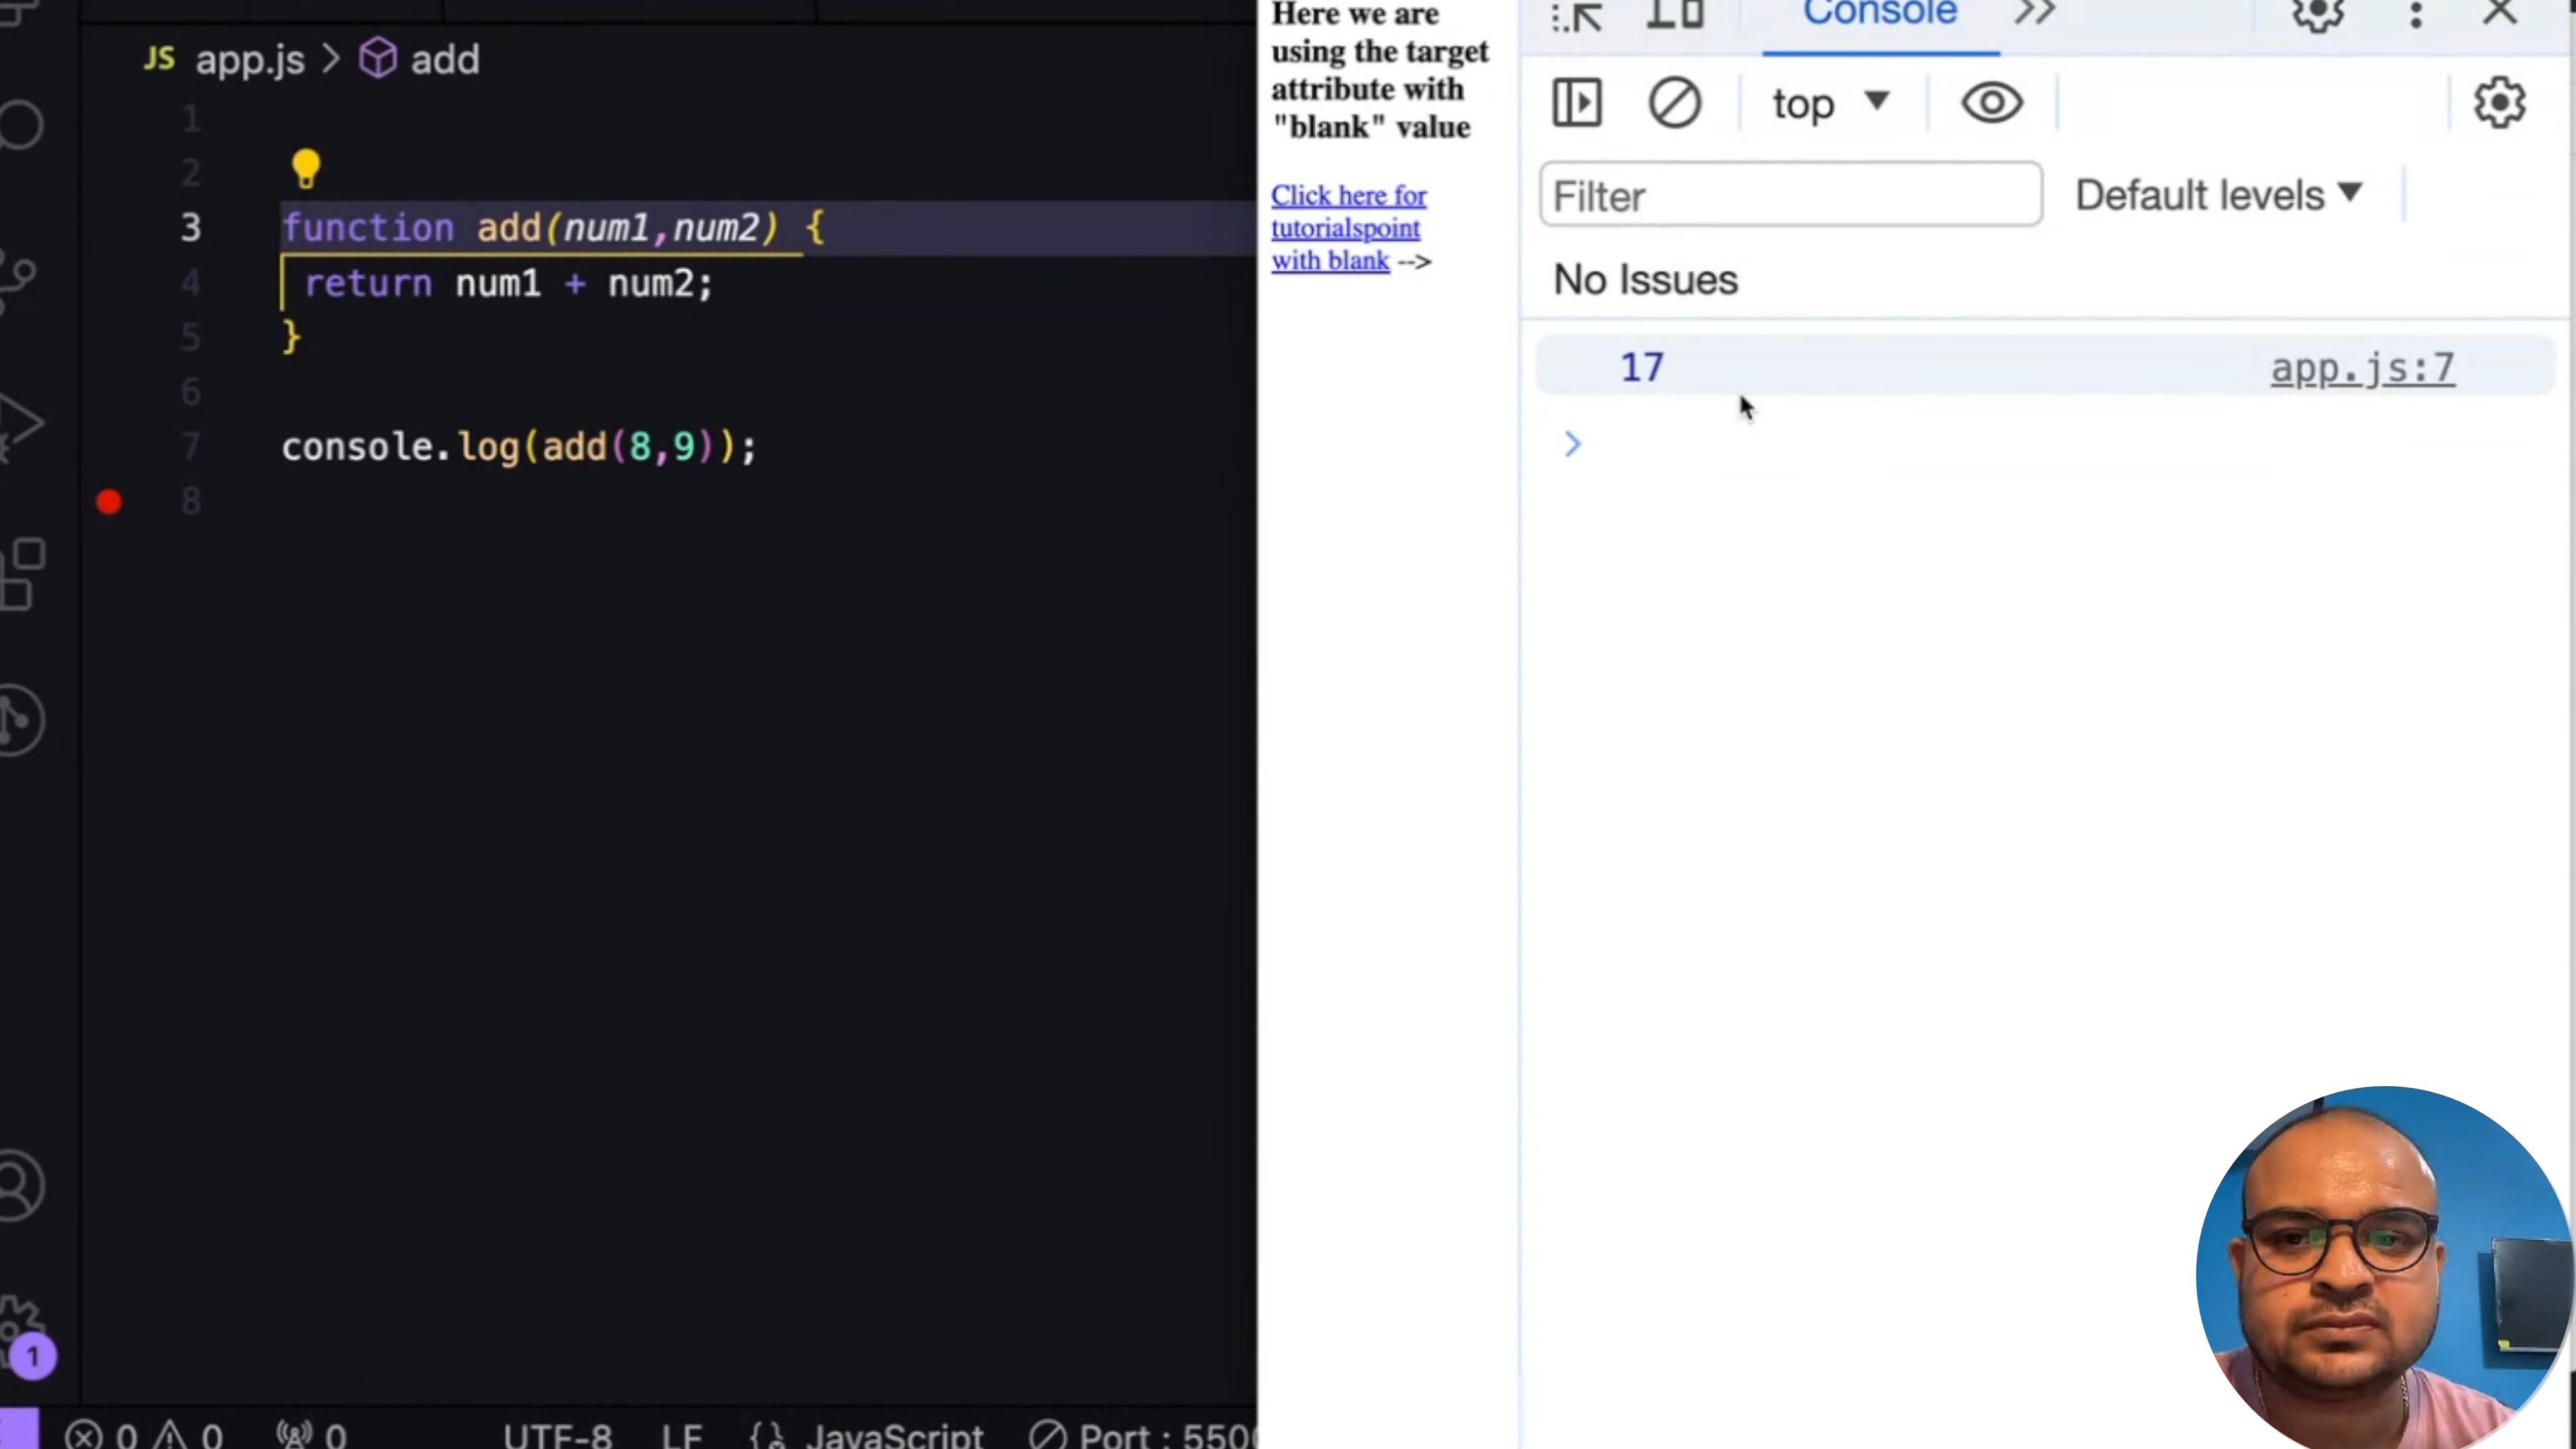 JS app.js > add
1
2
3 function add(num1,num2) {
4 return num1 + num2;
5 }
6
7 console.log(add(8,9));
8
1
0 0 0 UTF-8 LF {} JavaScript Port : 550
Here we are
using the target
attribute with
"blank" value
Click here for
tutorialspoint
with blank -->
Console >>
top
Filter Default levels
No Issues
17 app.js:7
>